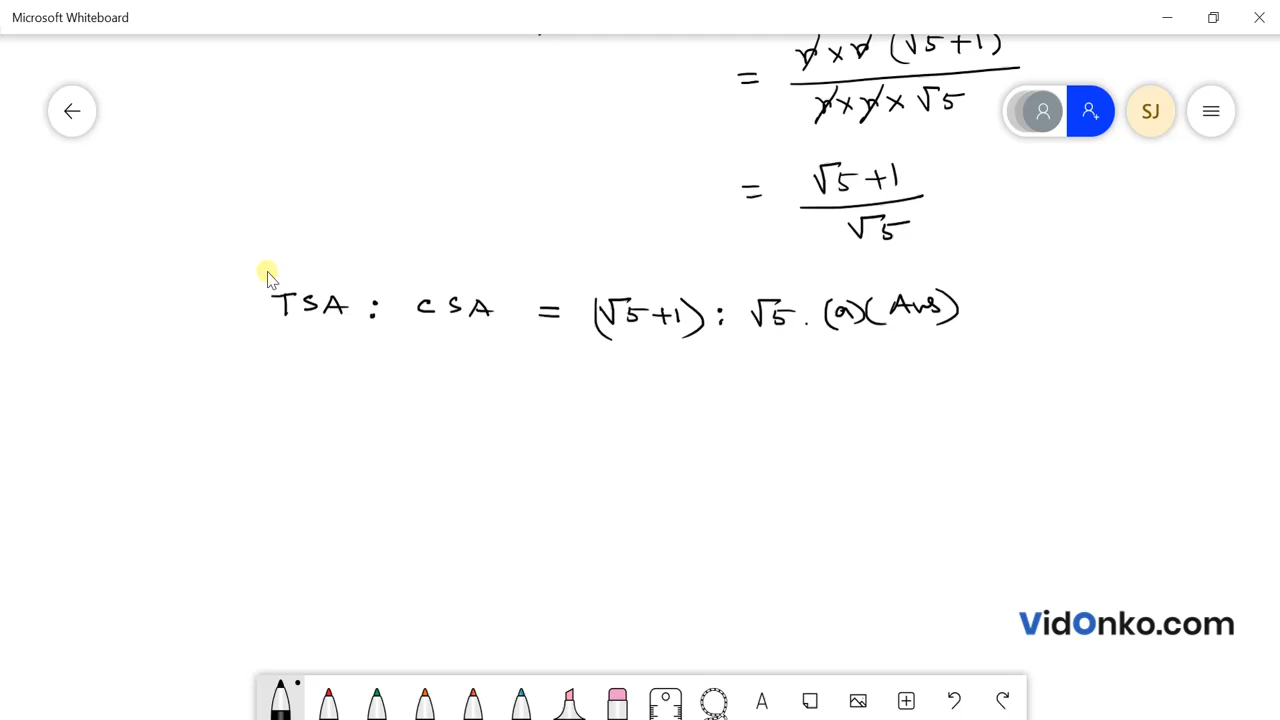 Microsoft Whiteboard
= r × r (√5 + 1)
r × r × √5
SJ
= √5 + 1
√5
TSA : CSA = (√5 + 1) : √5 . (a) (Ans)
VidOnko.com
A